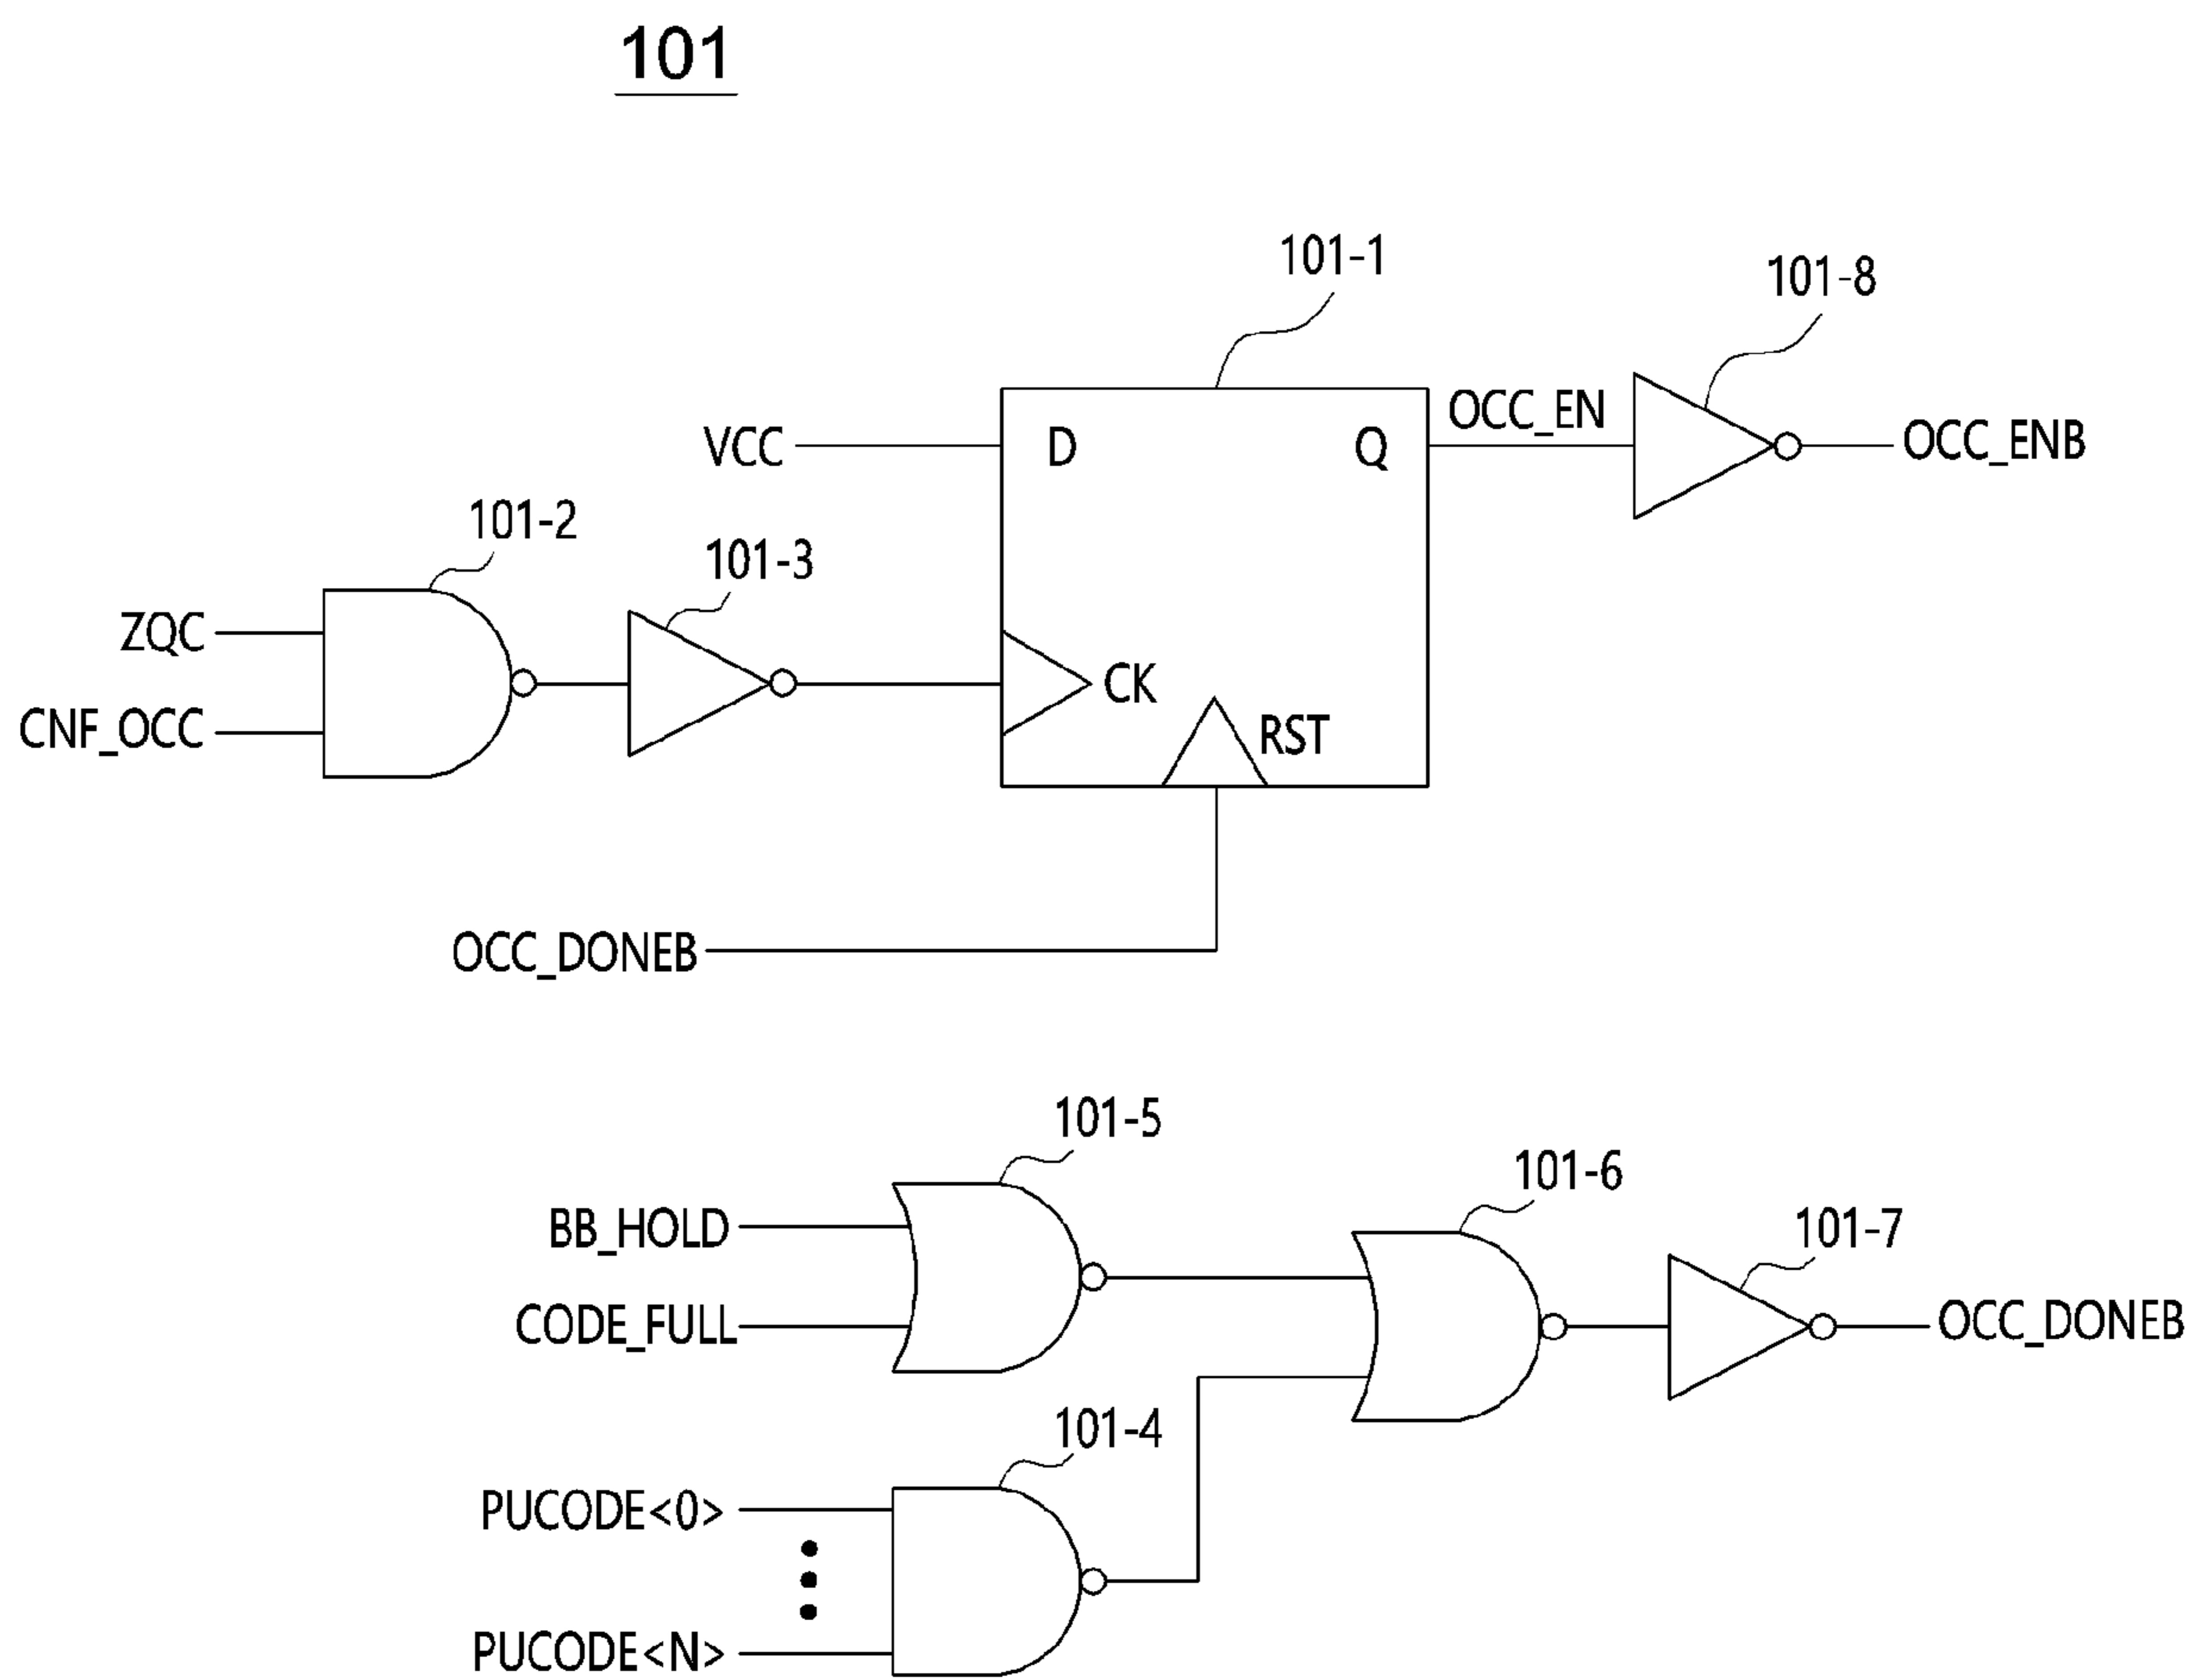 101
101-1
101-8
VCC
D
Q
OCC_EN
OCC_ENB
101-2
101-3
ZQC
CNF_OCC
CK
RST
OCC_DONEB
101-5
101-6
BB_HOLD
101-7
CODE_FULL
OCC_DONEB
101-4
PUCODE<0>
PUCODE<N>